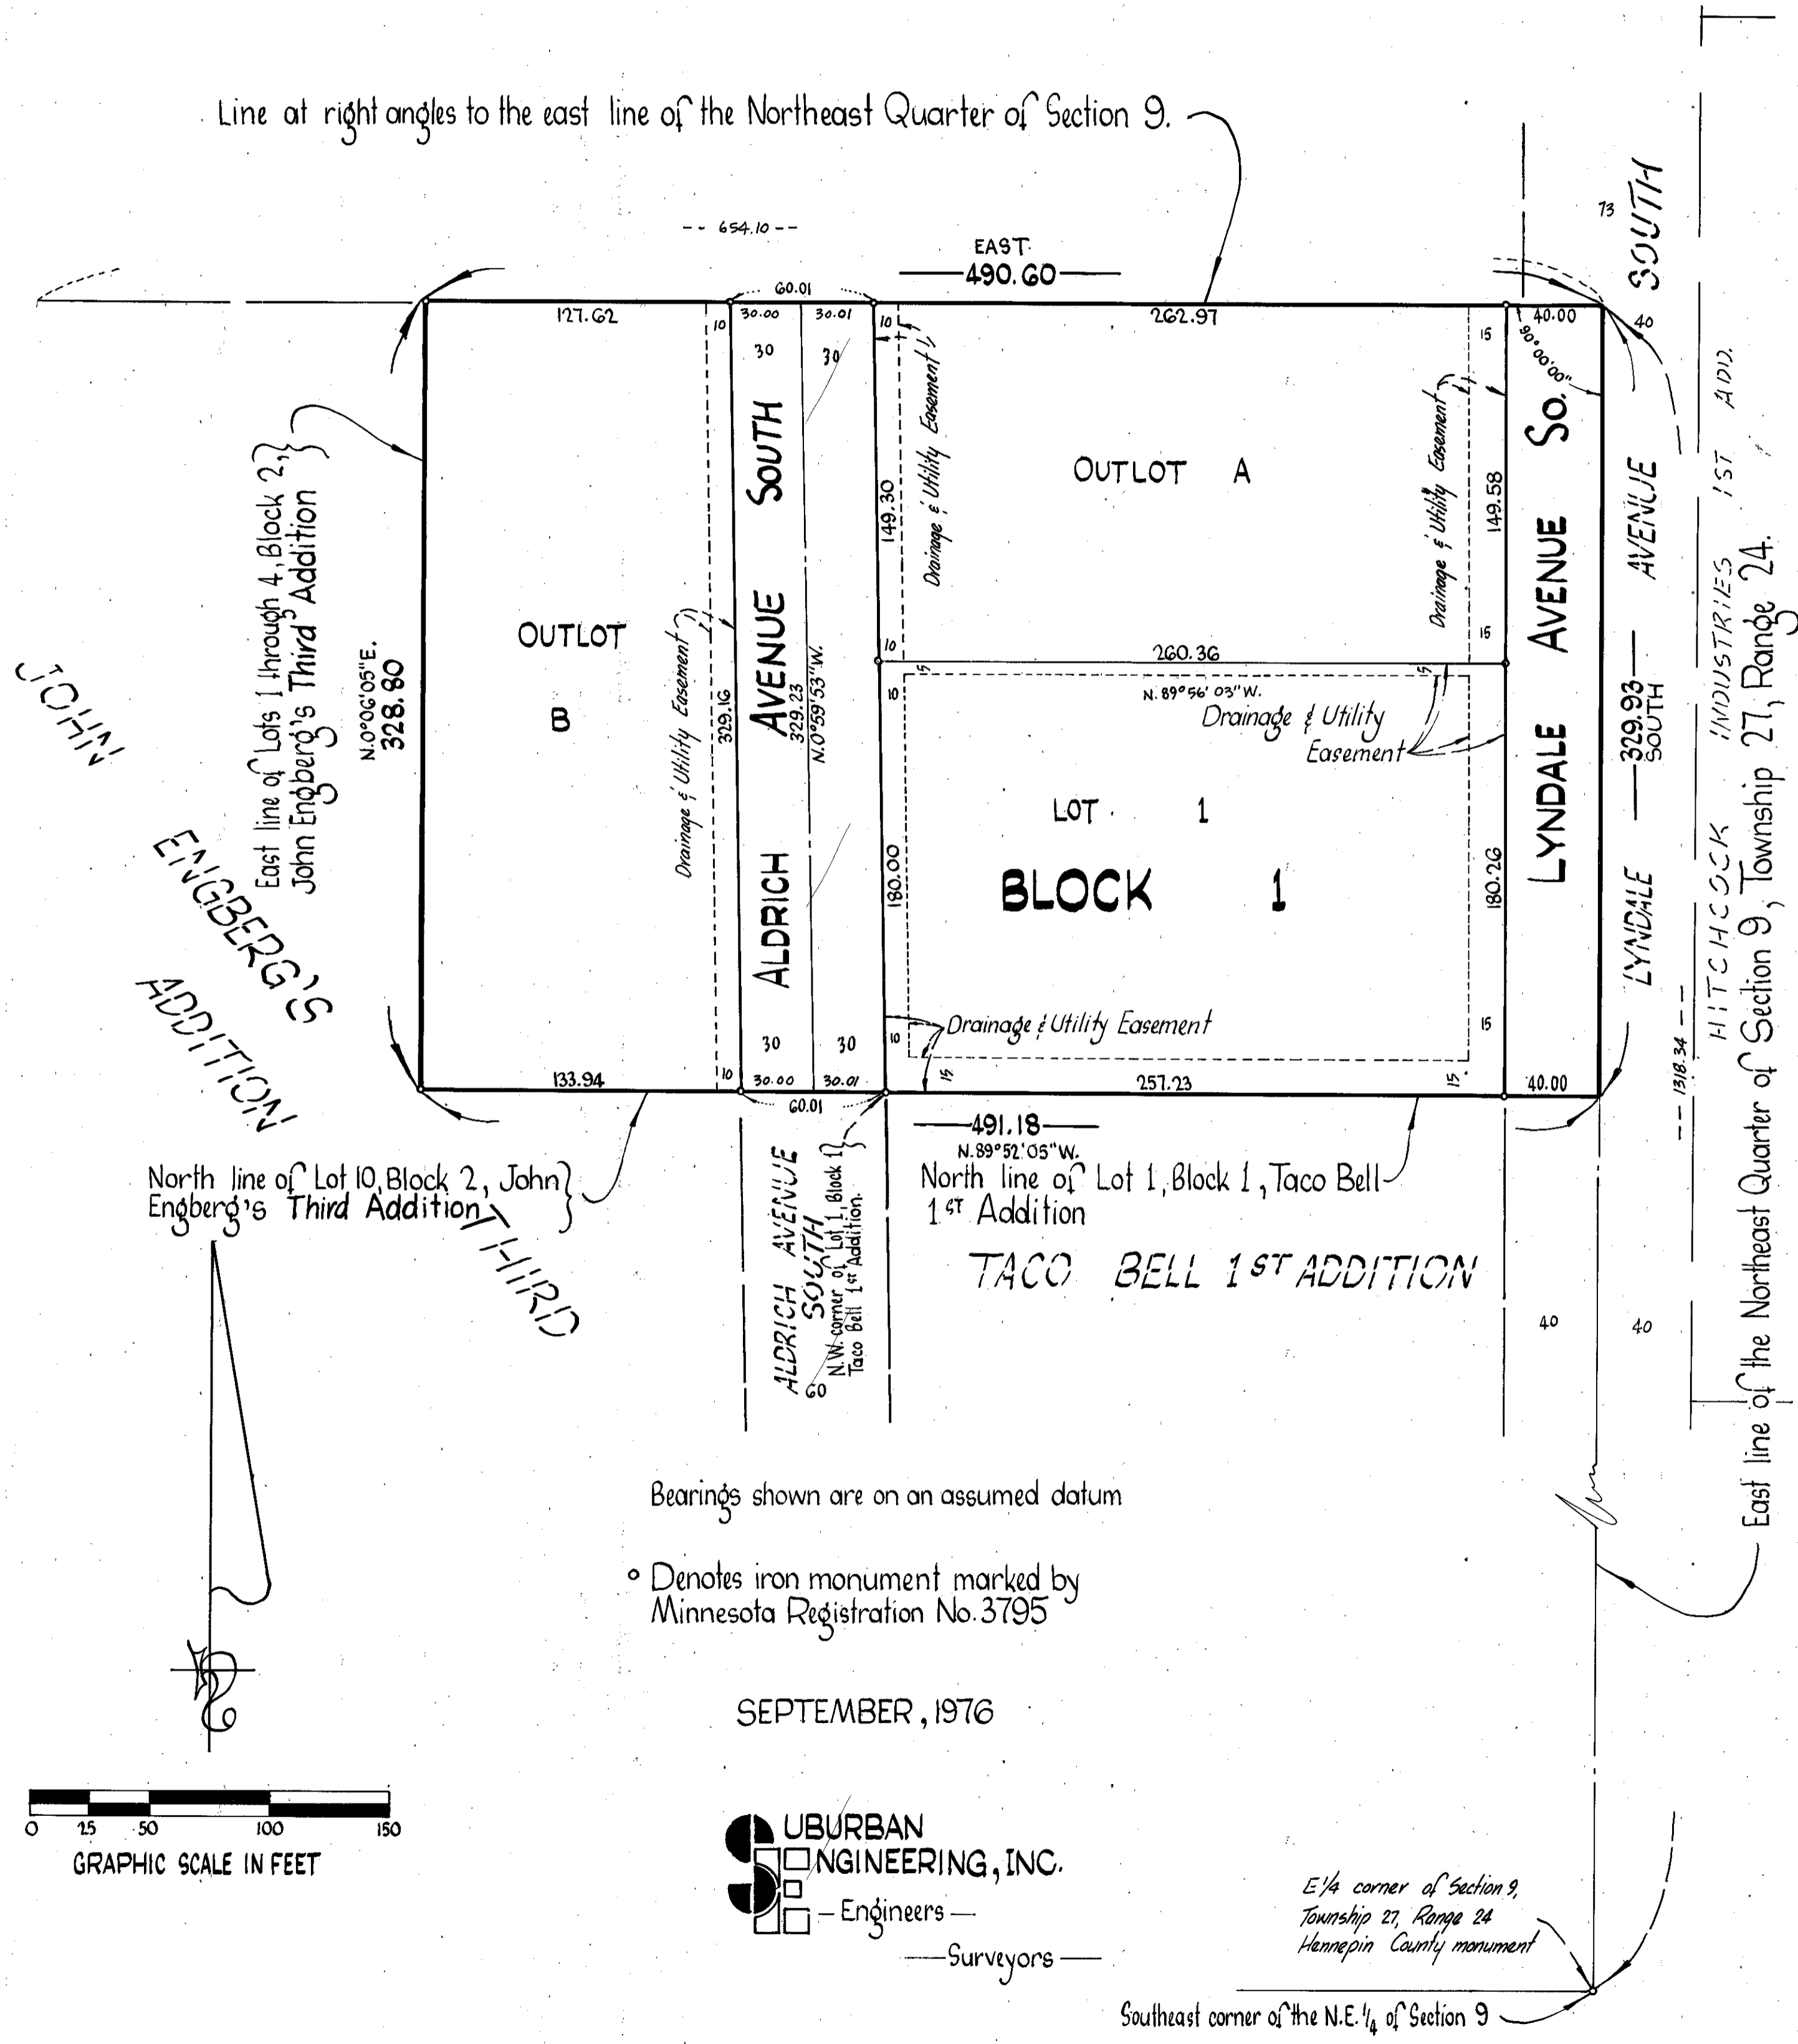 Line at right angles to the east line of the Northeast Quarter of Section 9.
-- 654.10 --
EAST
490.60
73
SOUTH
60.01
127.62
30.00
30.01
262.97
40.00
40
10
30
30
10
15
90°00'00"
East line of Lots 1 through 4, Block 2,
John Engberg's Third Addition
N.0°06'05"E.
328.80
OUTLOT
B
Drainage & Utility Easement
329.16
ALDRICH AVENUE SOUTH
329.23
N.0°59'53"W.
149.30
Drainage & Utility Easement
OUTLOT A
Drainage & Utility Easement
149.58
LYNDALE AVENUE SO.
LYNDALE AVENUE
329.93
SOUTH
HITCHCOCK INDUSTRIES 1ST ADD.
East line of the Northeast Quarter of Section 9, Township 27, Range 24.
10
15
260.36
10
15
15
N. 89°56'03"W.
Drainage & Utility
Easement
LOT 1
BLOCK 1
180.00
180.26
JOHN
ENGBERG'S
ADDITION
THIRD
Drainage & Utility Easement
30
30
10
15
10
15
15
133.94
30.00
30.01
257.23
40.00
60.01
491.18
N.89°52'05"W.
-- 1318.34 --
North line of Lot 10, Block 2, John
Engberg's Third Addition
North line of Lot 1, Block 1, Taco Bell
1ST Addition
ALDRICH AVENUE
SOUTH
N.W. corner of Lot 1, Block 1
Taco Bell 1ST Addition.
60
TACO BELL 1ST ADDITION
40
40
Bearings shown are on an assumed datum
° Denotes iron monument marked by
Minnesota Registration No. 3795
SEPTEMBER, 1976
0 25 50 100 150
GRAPHIC SCALE IN FEET
SUBURBAN
ENGINEERING, INC.
— Engineers —
— Surveyors —
E 1/4 corner of Section 9,
Township 27, Range 24
Hennepin County monument
Southeast corner of the N.E. 1/4 of Section 9